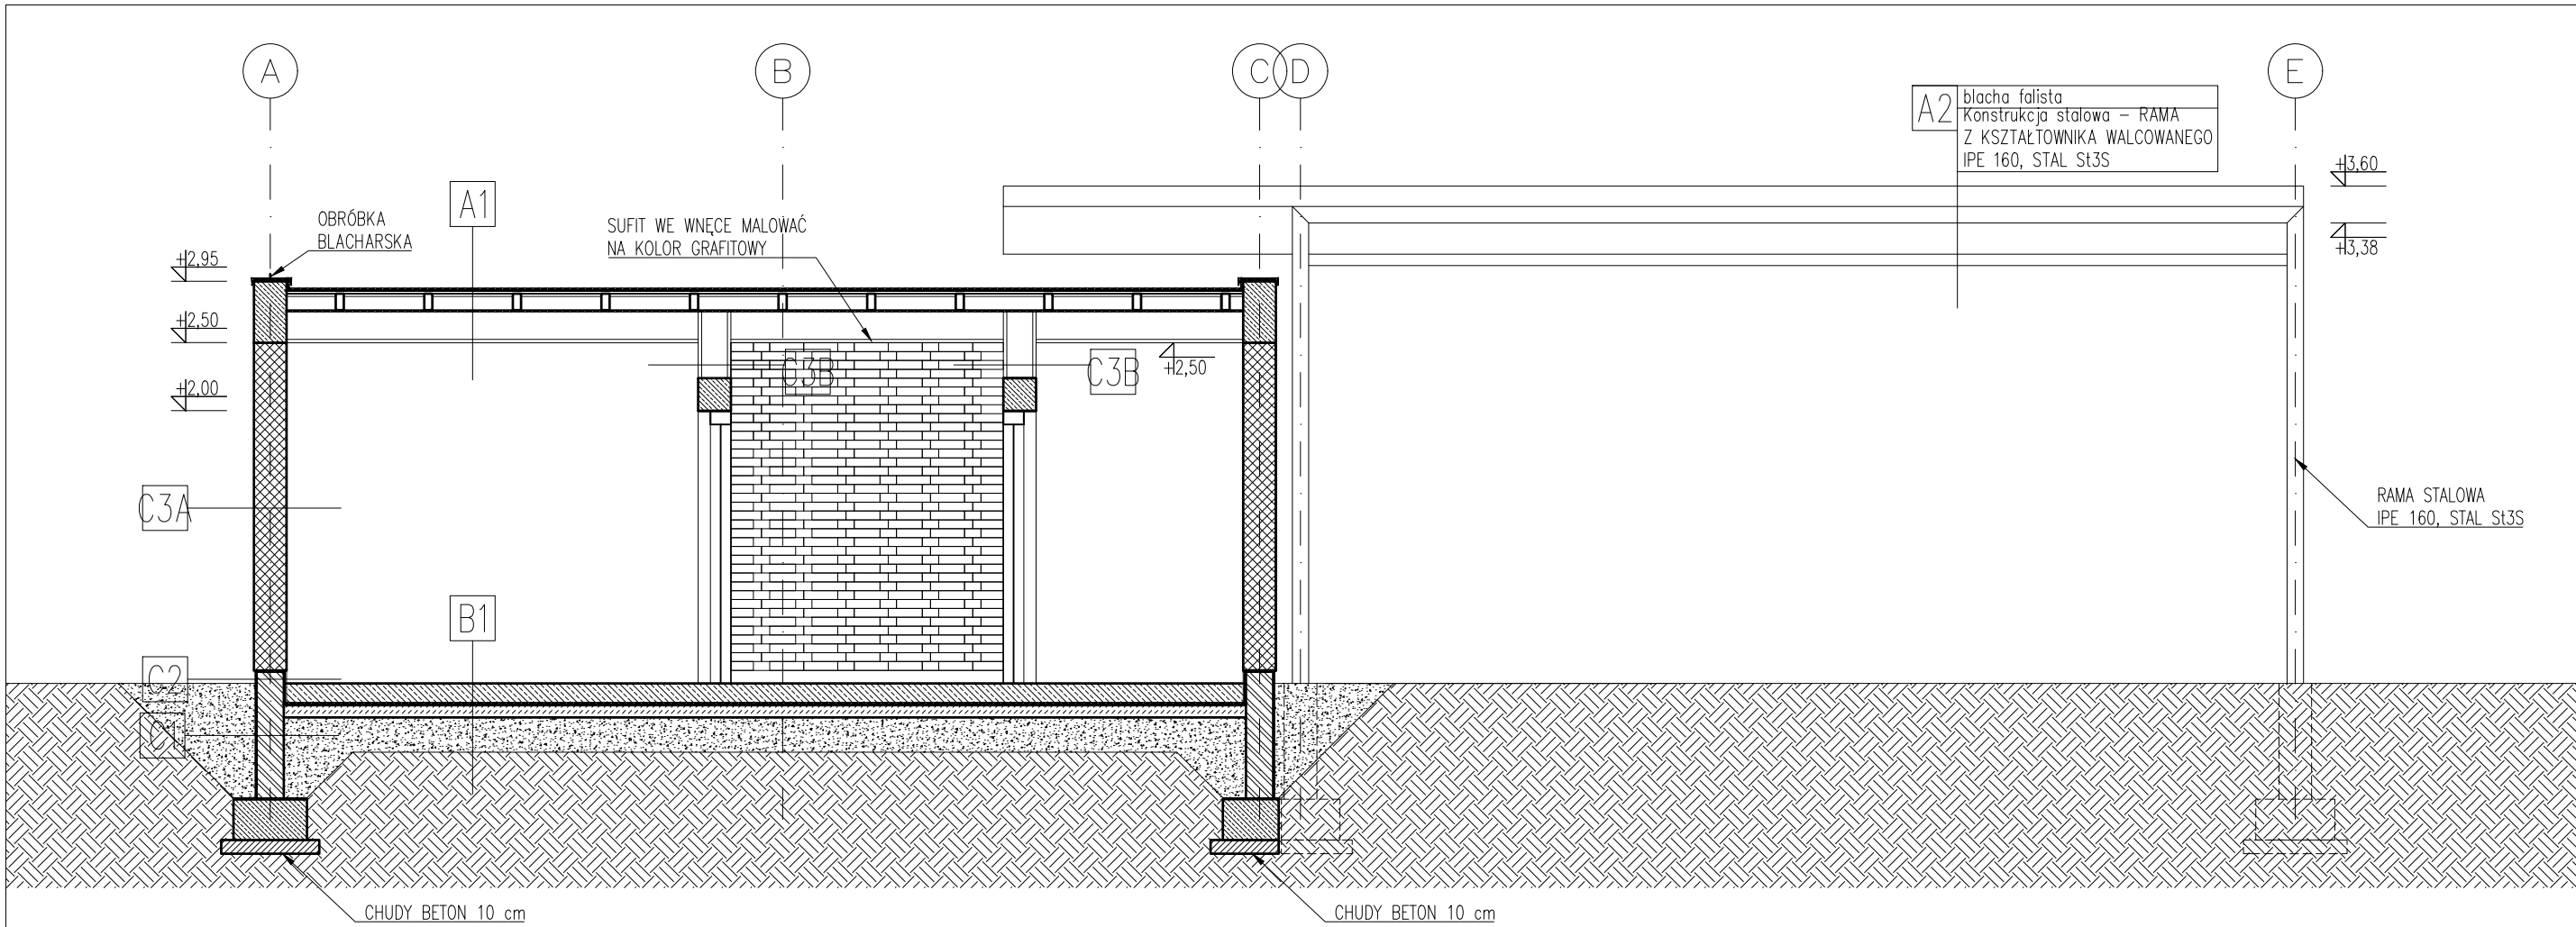 A
B
C
D
E
A2
blacha falista
Konstrukcja stalowa – RAMA
Z KSZTAŁTOWNIKA WALCOWANEGO
IPE 160, STAL St3S
+3,60
+3,38
A1
OBRÓBKA
BLACHARSKA
SUFIT WE WNĘCE MALOWAĆ
NA KOLOR GRAFITOWY
+2,95
+2,50
+2,00
C3B
C3B
+2,50
C3A
RAMA STALOWA
IPE 160, STAL St3S
B1
C2
C1
CHUDY BETON 10 cm
CHUDY BETON 10 cm